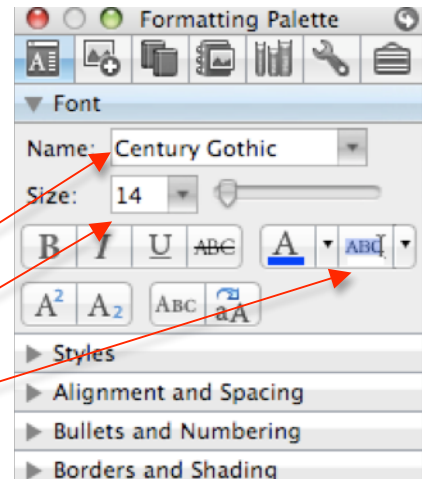 Formatting Palette
A
Font
Name: Century Gothic
Size: 14
B I U ABC A ABC
A2 A2 ABC aA
Styles
Alignment and Spacing
Bullets and Numbering
Borders and Shading